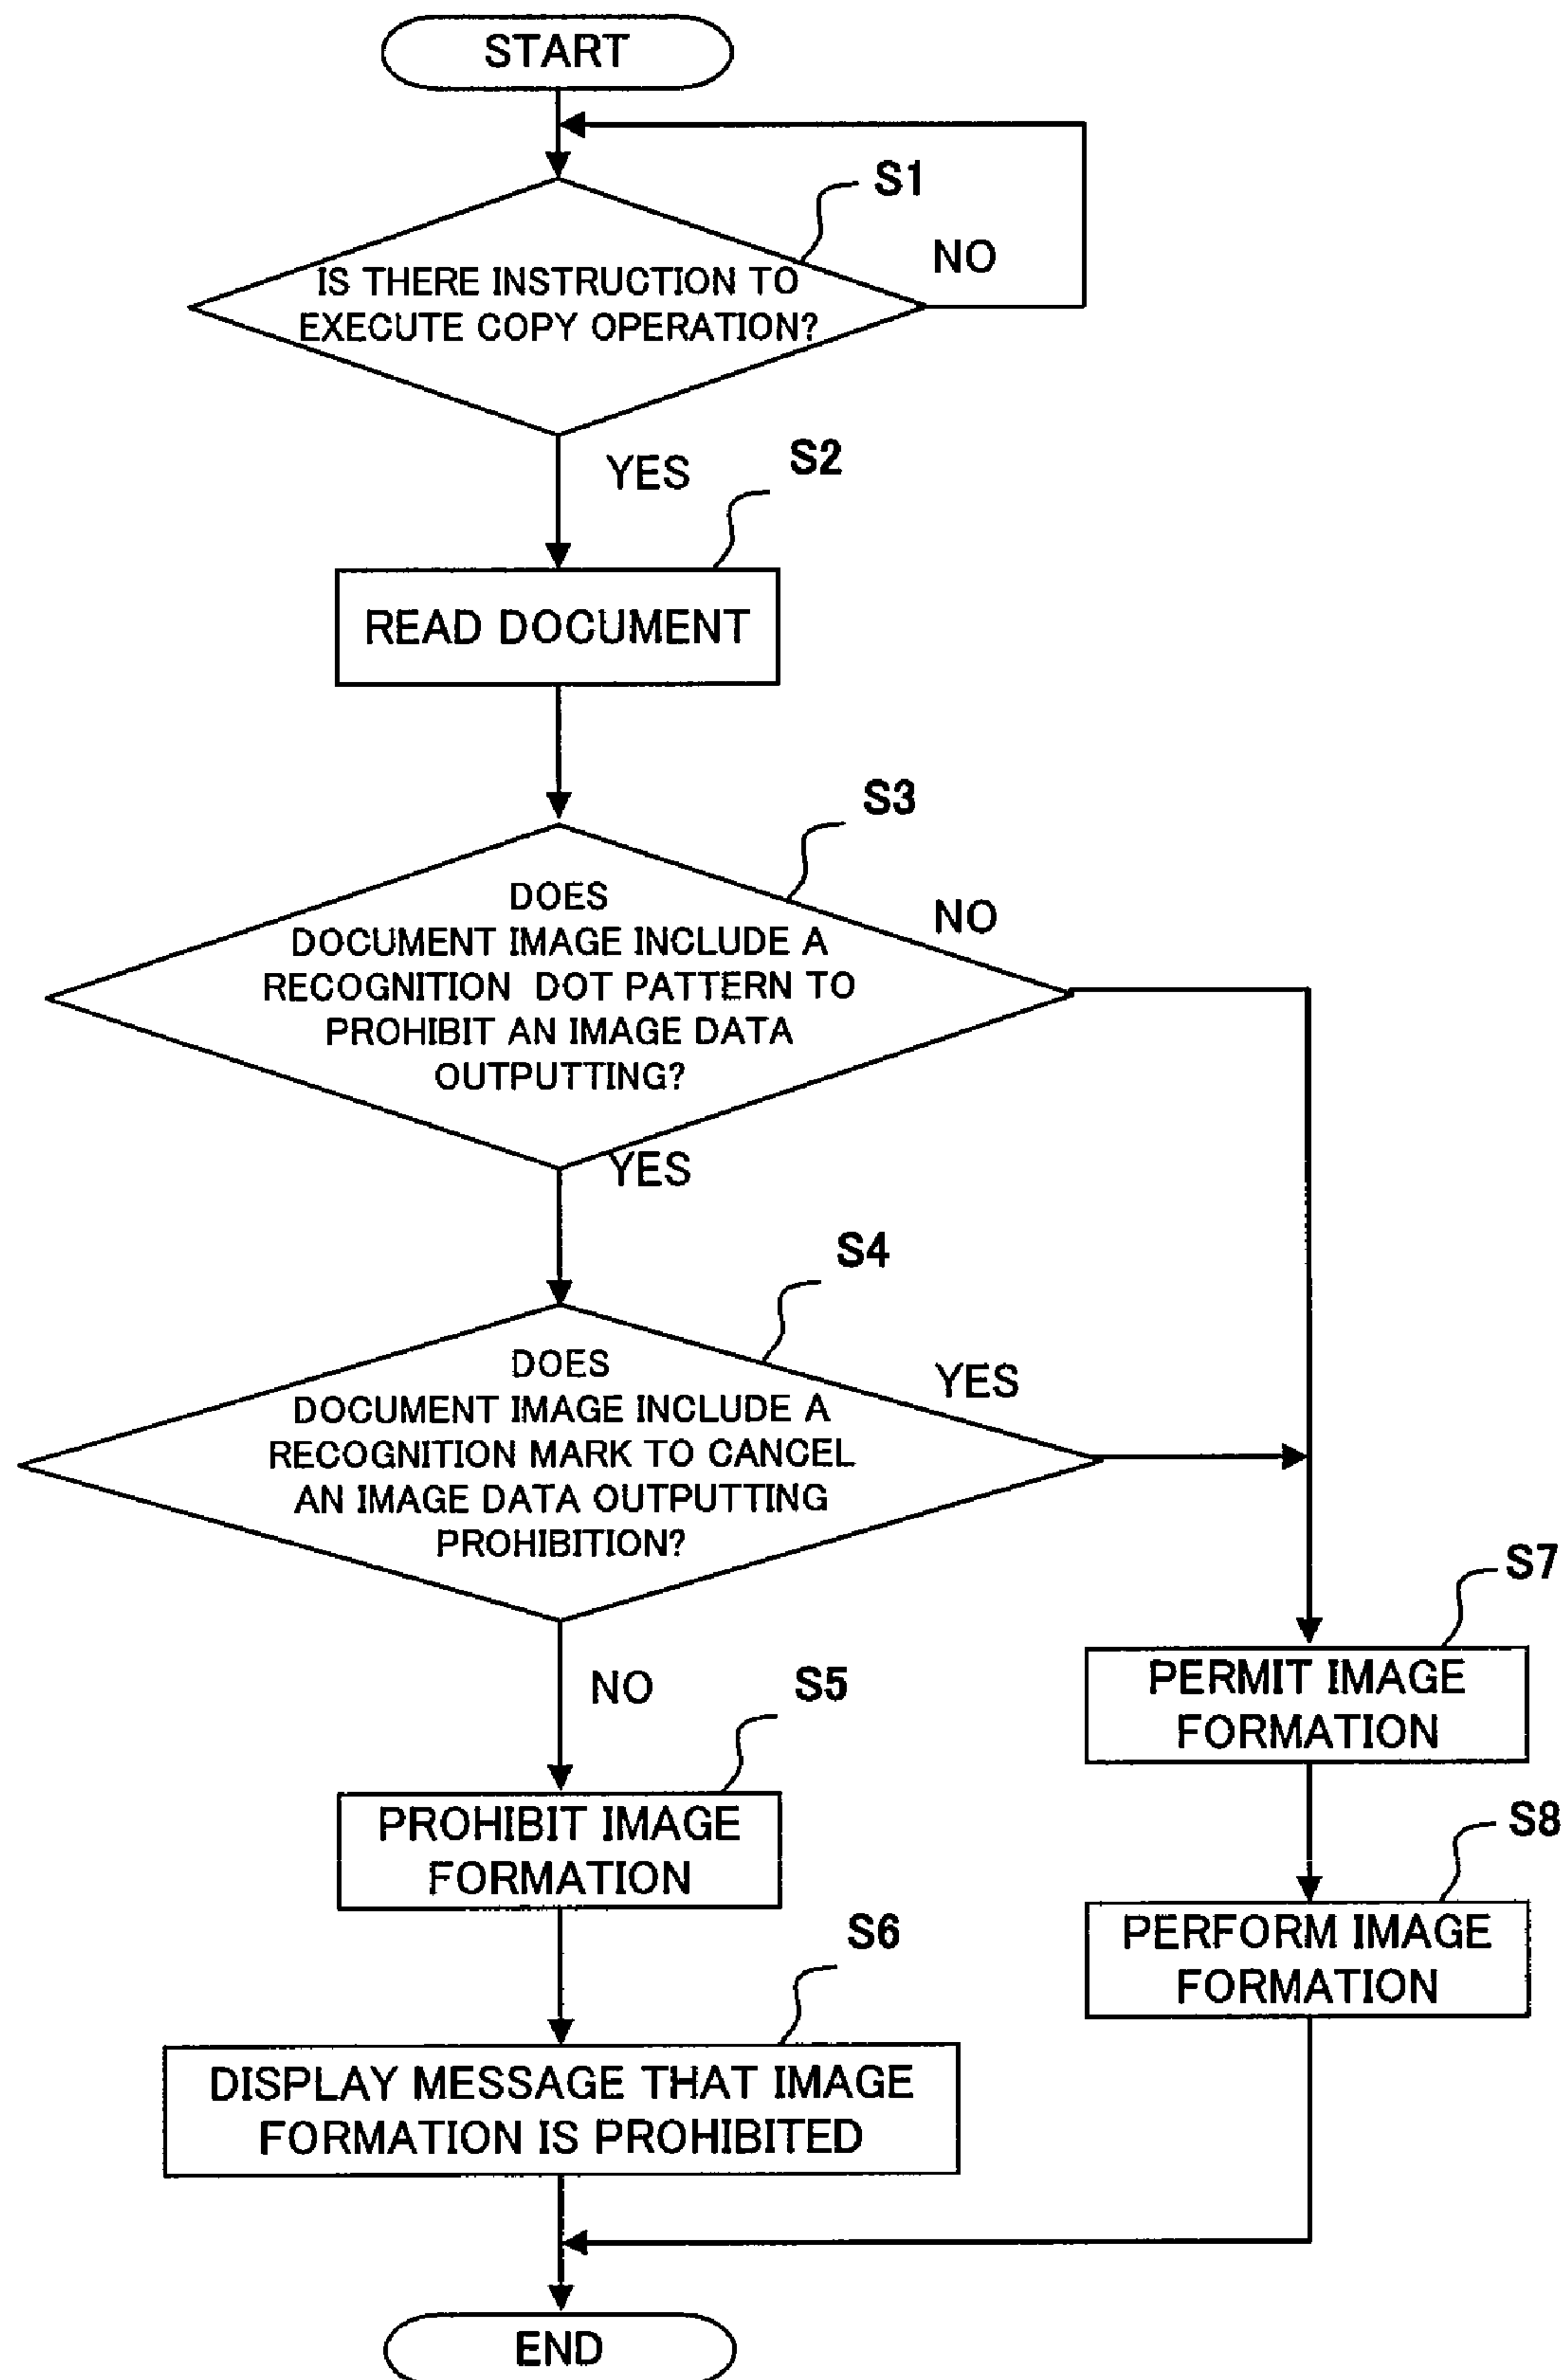 START
S1
NO
IS THERE INSTRUCTION TO
EXECUTE COPY OPERATION?
YES
S2
READ DOCUMENT
S3
NO
DOES
DOCUMENT IMAGE INCLUDE A
RECOGNITION DOT PATTERN TO
PROHIBIT AN IMAGE DATA
OUTPUTTING?
YES
S4
YES
DOES
DOCUMENT IMAGE INCLUDE A
RECOGNITION MARK TO CANCEL
AN IMAGE DATA OUTPUTTING
PROHIBITION?
NO
S5
PROHIBIT IMAGE
FORMATION
S6
DISPLAY MESSAGE THAT IMAGE
FORMATION IS PROHIBITED
S7
PERMIT IMAGE
FORMATION
S8
PERFORM IMAGE
FORMATION
END